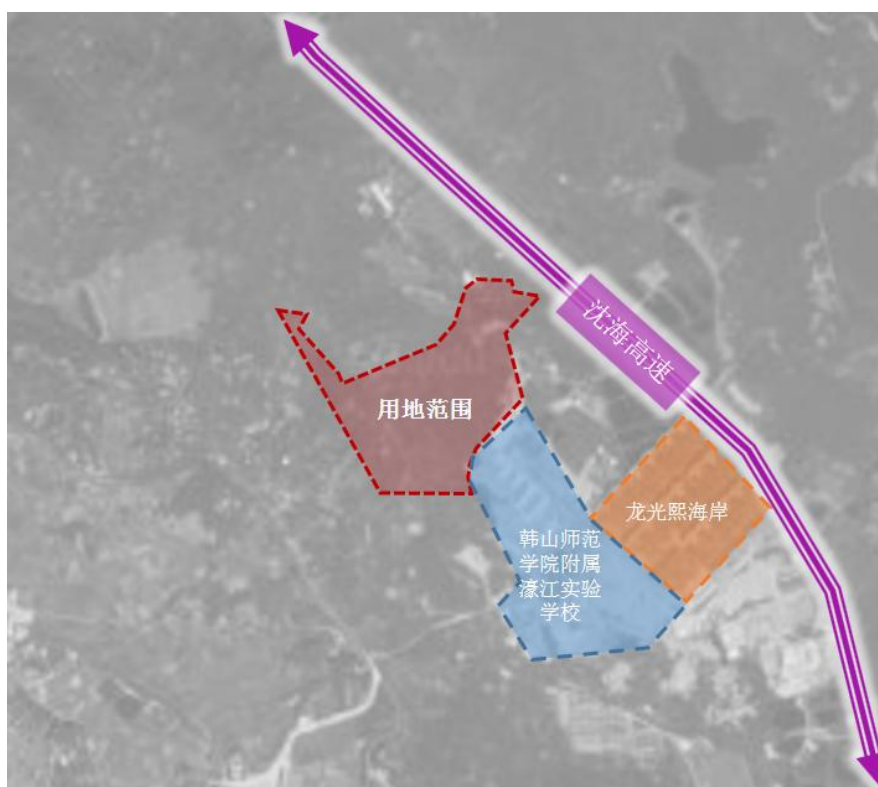 沈海高速
用地范围
龙光熙海岸
韩山师范
学院附属
濠江实验
学校